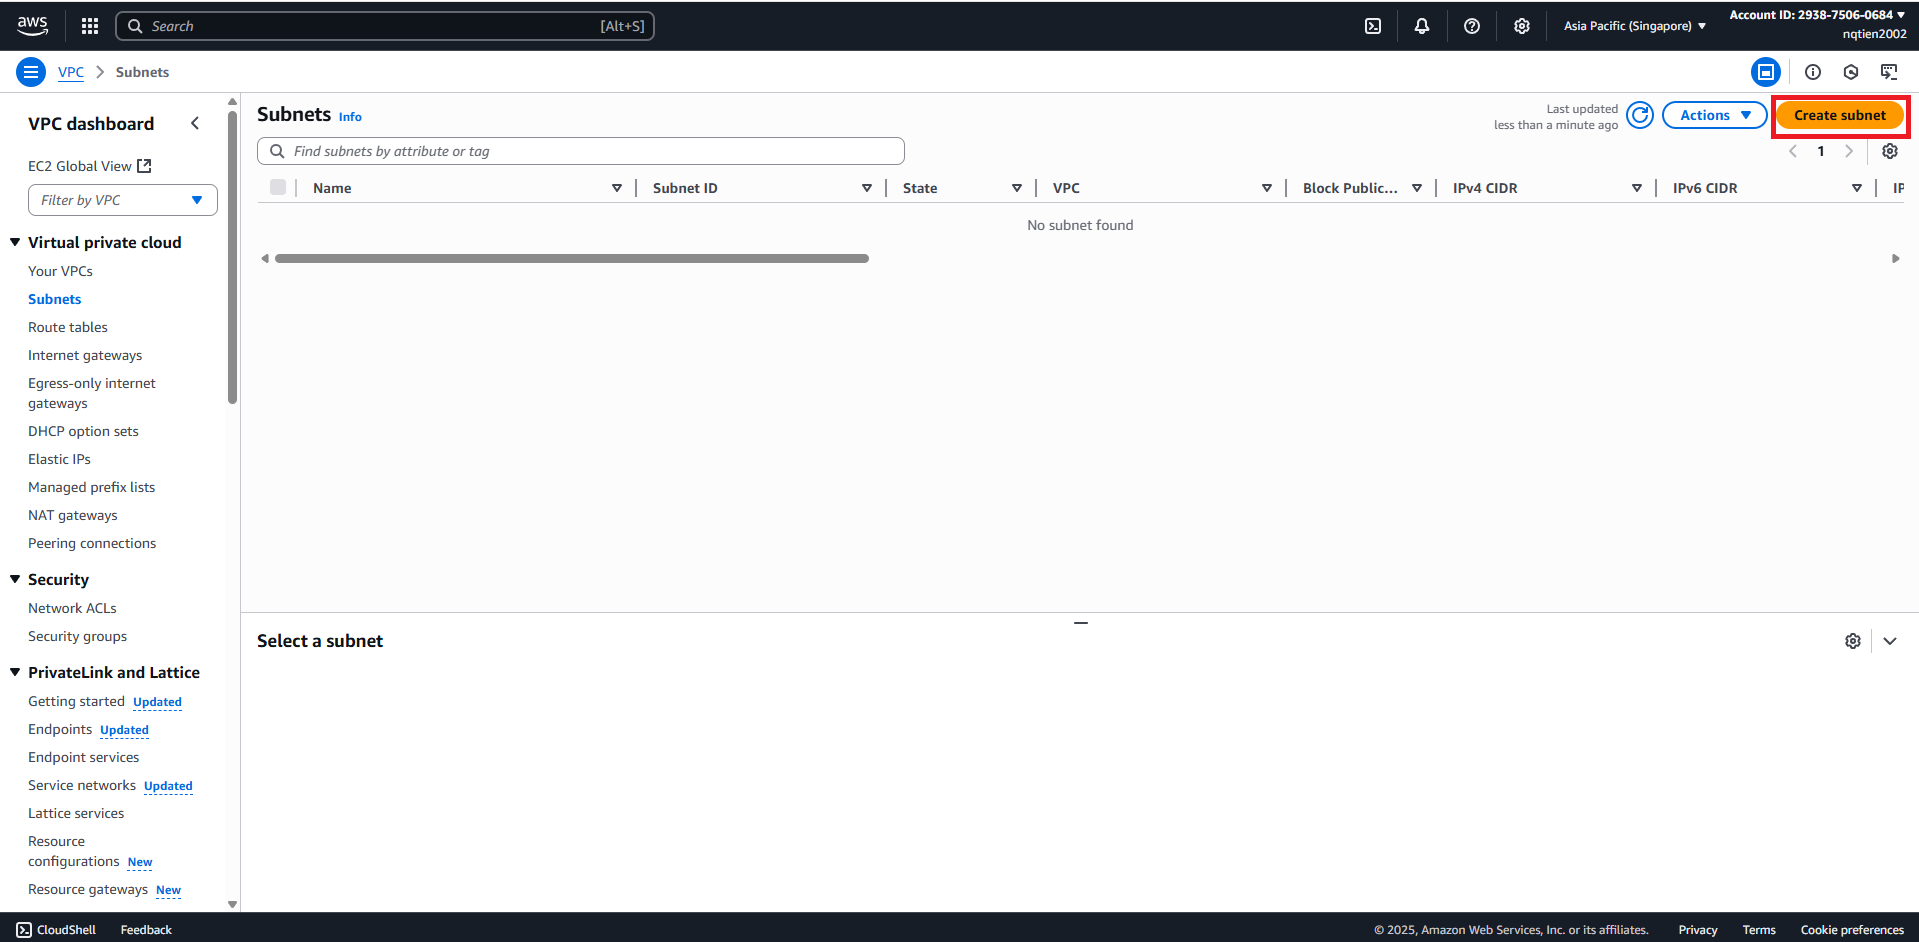 aws
Search [Alt+S]
Asia Pacific (Singapore)
Account ID: 2938-7506-0684
nqtien2002
VPC Subnets
VPC dashboard
EC2 Global View
Filter by VPC
Virtual private cloud
Your VPCs
Subnets
Route tables
Internet gateways
Egress-only internet
gateways
DHCP option sets
Elastic IPs
Managed prefix lists
NAT gateways
Peering connections
Security
Network ACLs
Security groups
PrivateLink and Lattice
Getting started Updated
Endpoints Updated
Endpoint services
Service networks Updated
Lattice services
Resource
configurations New
Resource gateways New
Subnets Info
Last updated
less than a minute ago
Actions
Create subnet
Find subnets by attribute or tag
1
Name Subnet ID State VPC Block Public... IPv4 CIDR IPv6 CIDR IP
No subnet found
Select a subnet
CloudShell Feedback
© 2025, Amazon Web Services, Inc. or its affiliates. Privacy Terms Cookie preferences